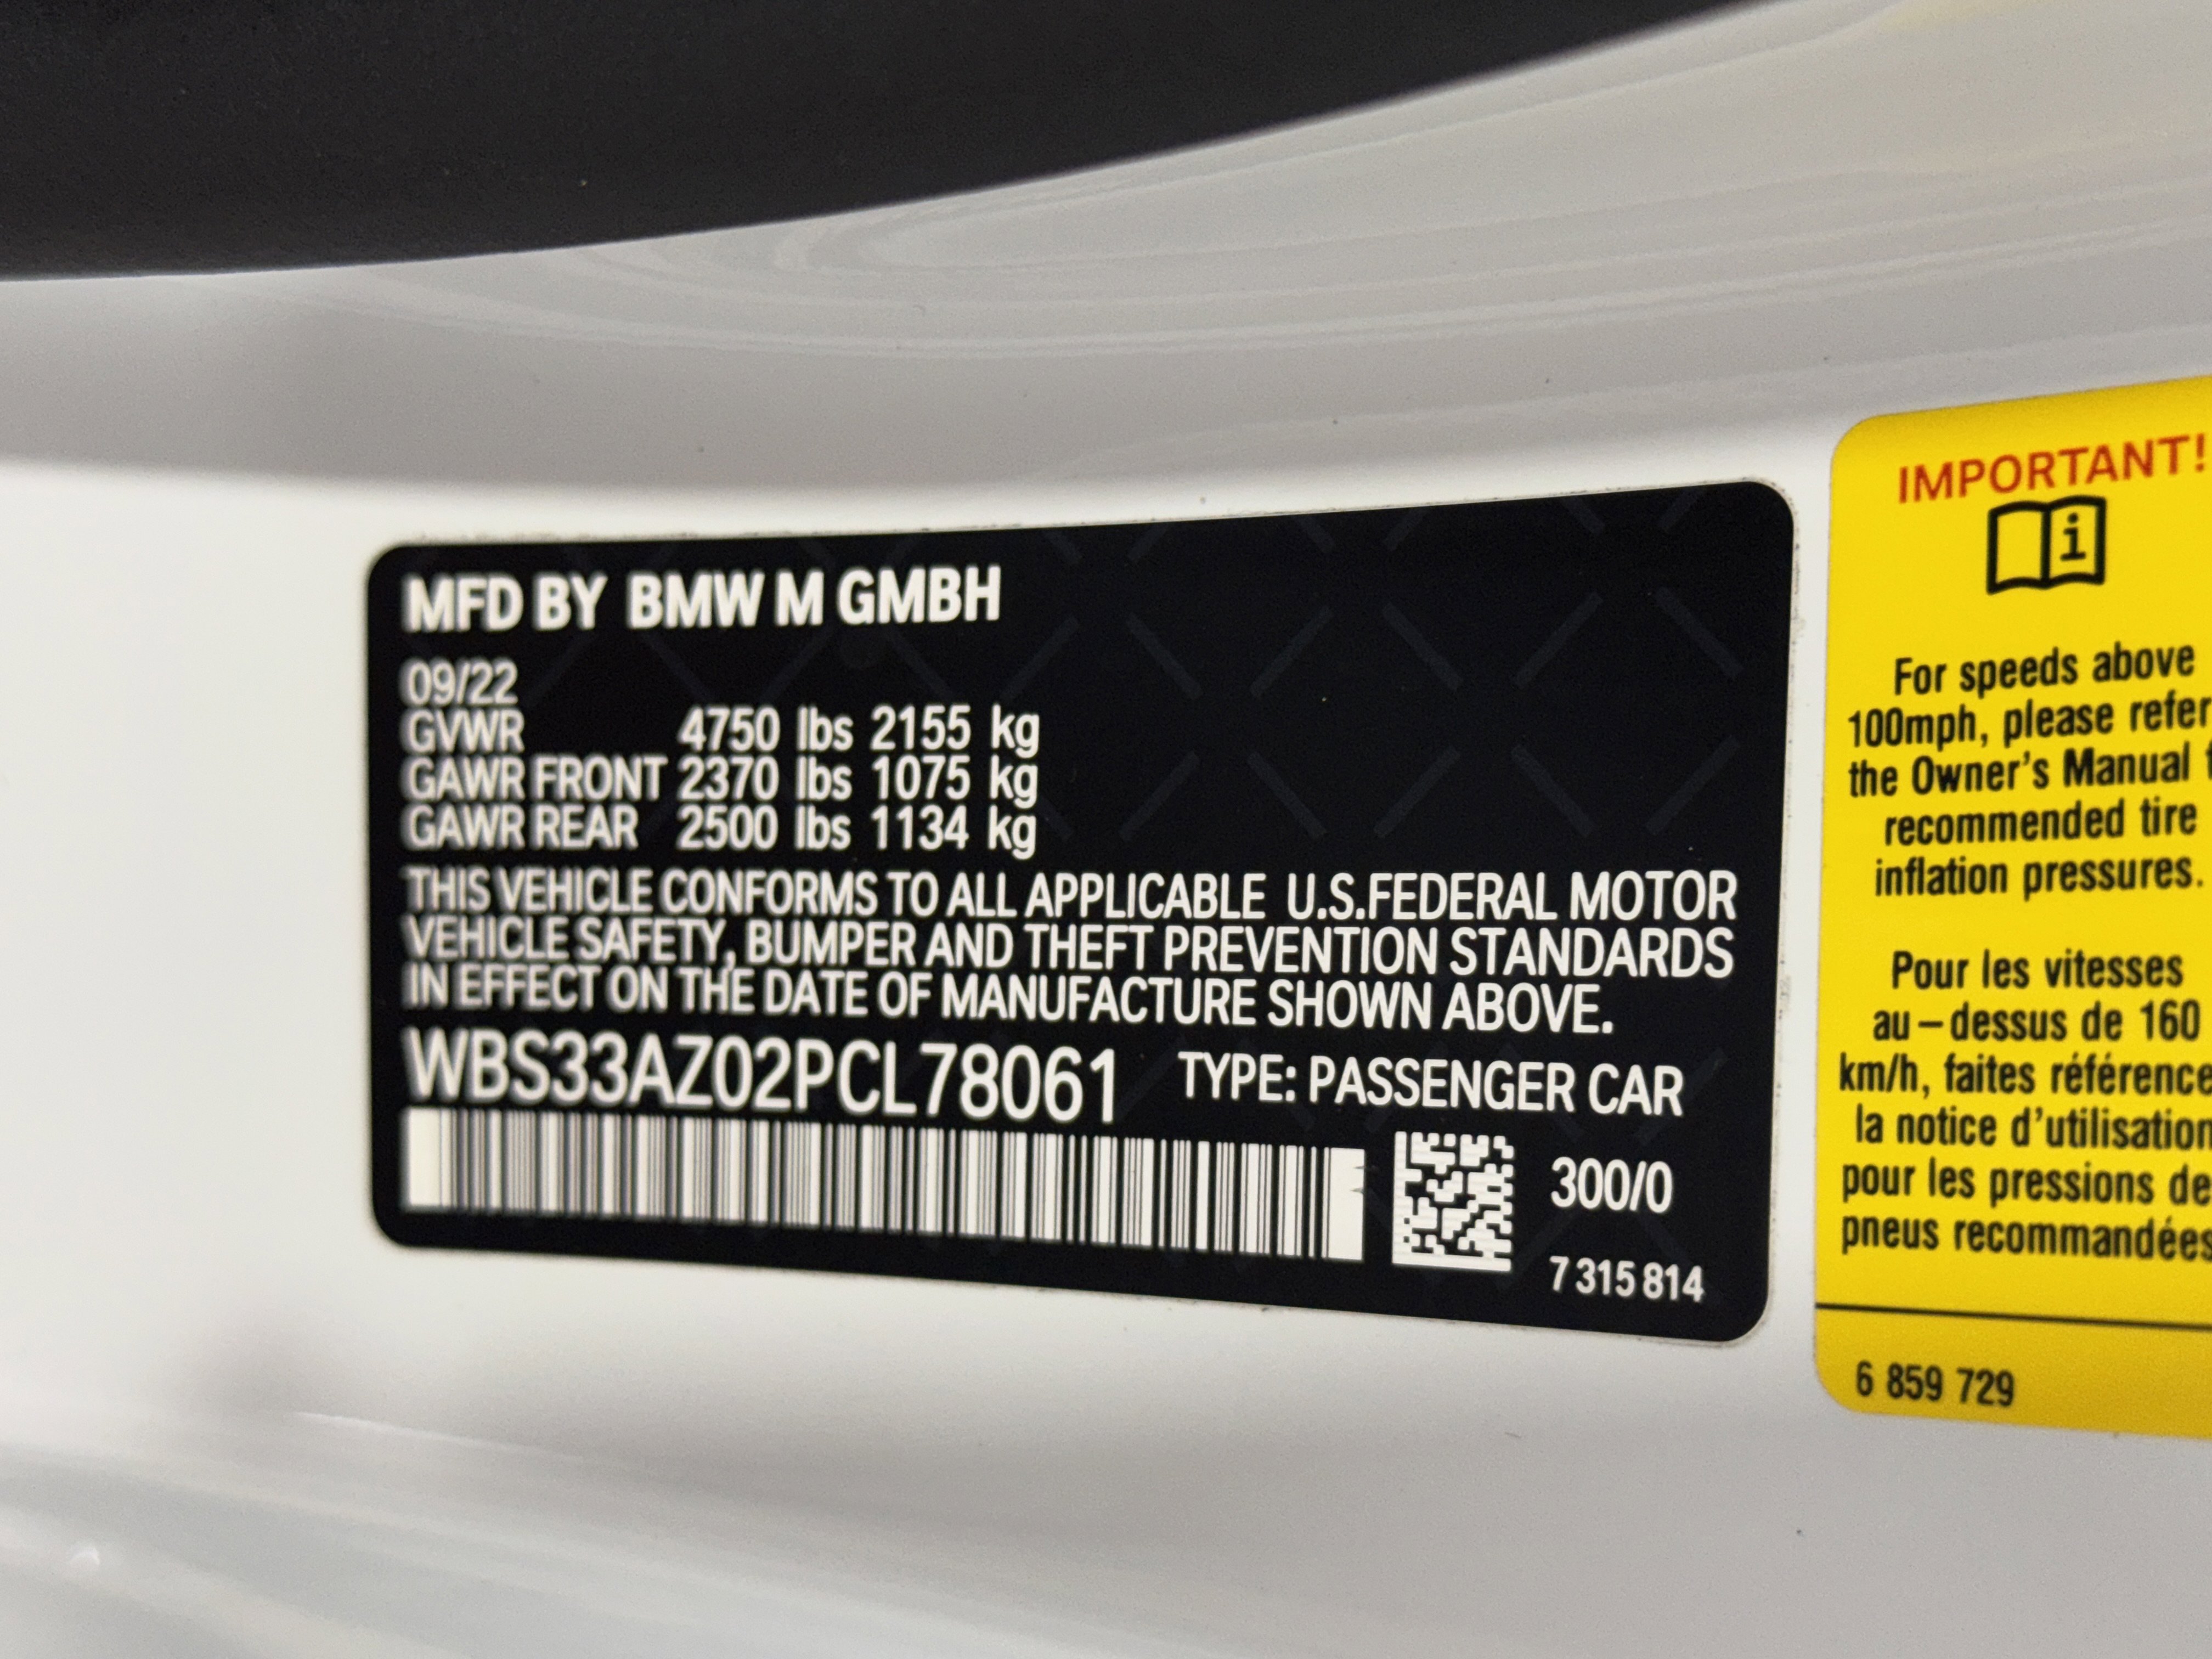 MFD BY BMW M GMBH
09/22
GVWR 4750 lbs 2155 kg
GAWR FRONT 2370 lbs 1075 kg
GAWR REAR 2500 lbs 1134 kg
THIS VEHICLE CONFORMS TO ALL APPLICABLE U.S.FEDERAL MOTOR
VEHICLE SAFETY, BUMPER AND THEFT PREVENTION STANDARDS
IN EFFECT ON THE DATE OF MANUFACTURE SHOWN ABOVE.
WBS33AZ02PCL78061 TYPE: PASSENGER CAR
300/0
7 315 814
IMPORTANT!
i
For speeds above
100mph, please refer
the Owner's Manual
recommended tire
inflation pressures.
Pour les vitesses
au-dessus de 160
km/h, faites référence
la notice d'utilisation
pour les pressions de
pneus recommandées
6 859 729